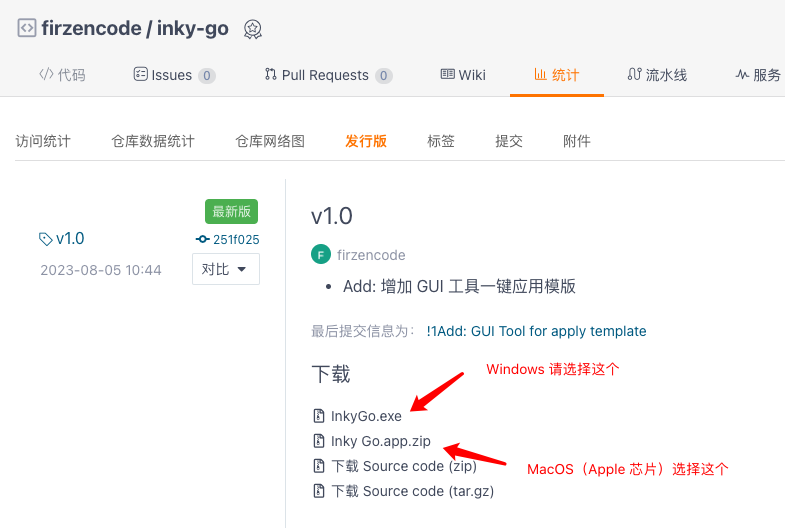 firzencode / inky-go
代码 Issues 0 Pull Requests 0 Wiki 统计 流水线 服务
访问统计 仓库数据统计 仓库网络图 发行版 标签 提交 附件
最新版
v1.0 251f025
2023-08-05 10:44 对比
v1.0
F firzencode
• Add: 增加 GUI 工具一键应用模版
最后提交信息为： !1Add: GUI Tool for apply template
下载
Windows 请选择这个
InkyGo.exe
Inky Go.app.zip
下载 Source code (zip)
MacOS（Apple 芯片）选择这个
下载 Source code (tar.gz)